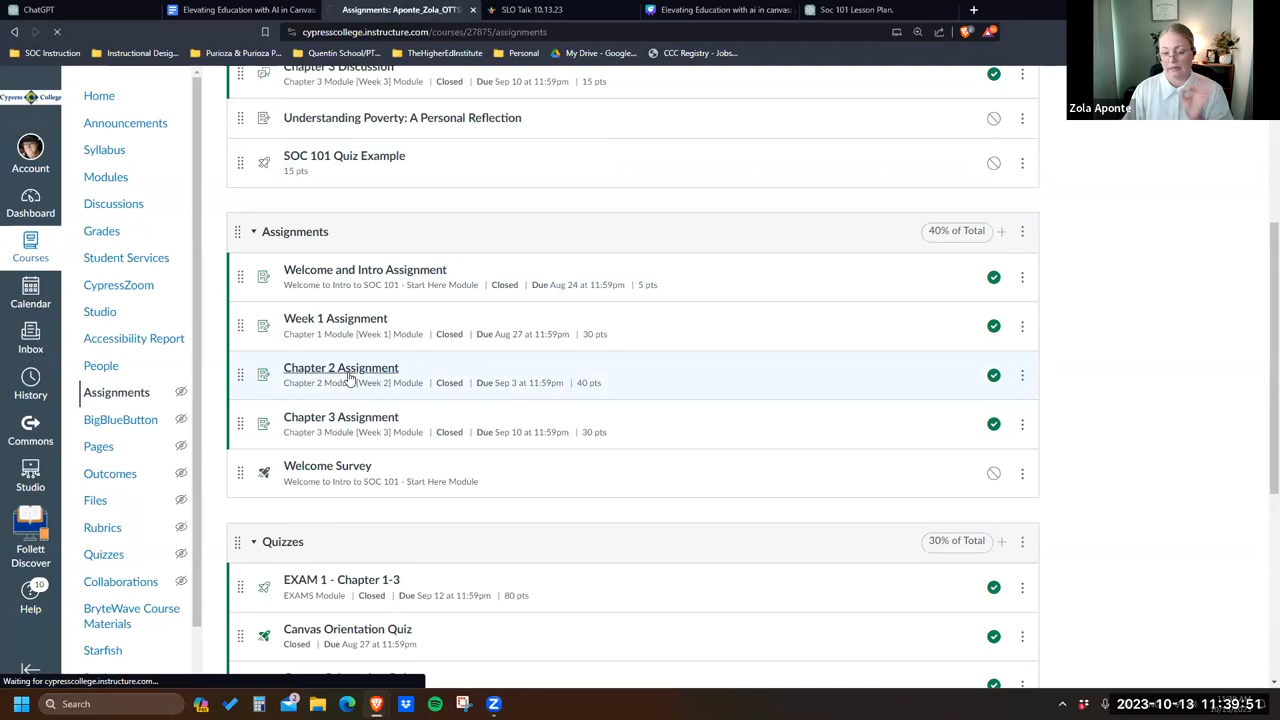 ChatGPT
Elevating Education with AI in Canvas
Assignments: Aponte_Zola_OTTS
SLO Talk 10.13.23
Elevating Education with AI in canvas:
Soc 101 Lesson Plan.
cypresscollege.instructure.com/courses/27875/assignments
SOC Instruction
Instructional Desig...
Purioza & Purioza P...
Quentin School/PT...
TheHigherEdInstitute
Personal
My Drive - Google...
CCC Registry - Jobs...
Zola Aponte
Cypress College
Account
Dashboard
Courses
Calendar
Inbox
History
Commons
Studio
Follett
Discover
10
Help
Home
Announcements
Syllabus
Modules
Discussions
Grades
Student Services
CypressZoom
Studio
Accessibility Report
People
Assignments
BigBlueButton
Pages
Outcomes
Files
Rubrics
Quizzes
Collaborations
BryteWave Course
Materials
Starfish
Chapter 3 Discussion
Chapter 3 Module [Week 3] Module | Closed | Due Sep 10 at 11:59pm | 15 pts
Understanding Poverty: A Personal Reflection
SOC 101 Quiz Example
15 pts
Assignments
40% of Total
Welcome and Intro Assignment
Welcome to Intro to SOC 101 - Start Here Module | Closed | Due Aug 24 at 11:59pm | 5 pts
Week 1 Assignment
Chapter 1 Module [Week 1] Module | Closed | Due Aug 27 at 11:59pm | 30 pts
Chapter 2 Assignment
Chapter 2 Module [Week 2] Module | Closed | Due Sep 3 at 11:59pm | 40 pts
Chapter 3 Assignment
Chapter 3 Module [Week 3] Module | Closed | Due Sep 10 at 11:59pm | 30 pts
Welcome Survey
Welcome to Intro to SOC 101 - Start Here Module
Quizzes
30% of Total
EXAM 1 - Chapter 1-3
EXAMS Module | Closed | Due Sep 12 at 11:59pm | 80 pts
Canvas Orientation Quiz
Closed | Due Aug 27 at 11:59pm
Waiting for cypresscollege.instructure.com...
Search
2023-10-13 11:39:51